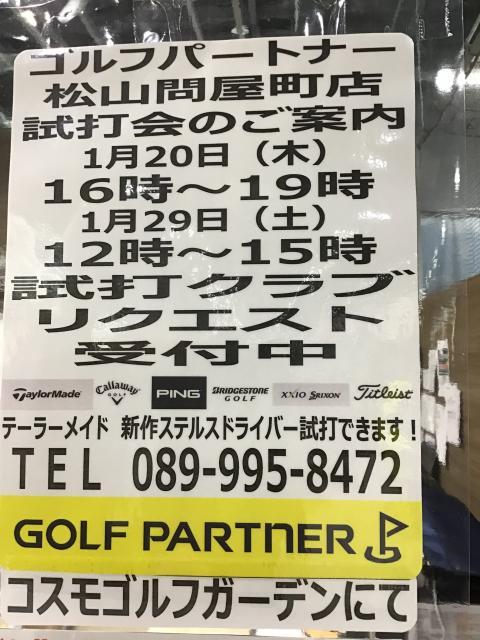 ゴルフパートナー
松山問屋町店
試打会のご案内
1月20日(木)
16時～19時
1月29日(土)
12時～15時
試打クラブ
リクエスト
受付中
TaylorMade Callaway GOLF PING BRIDGESTONE GOLF XXIO SRIXON Titleist
テーラーメイド 新作ステルスドライバー試打できます!
TEL 089-995-8472
GOLF PARTNER
コスモゴルフガーデンにて